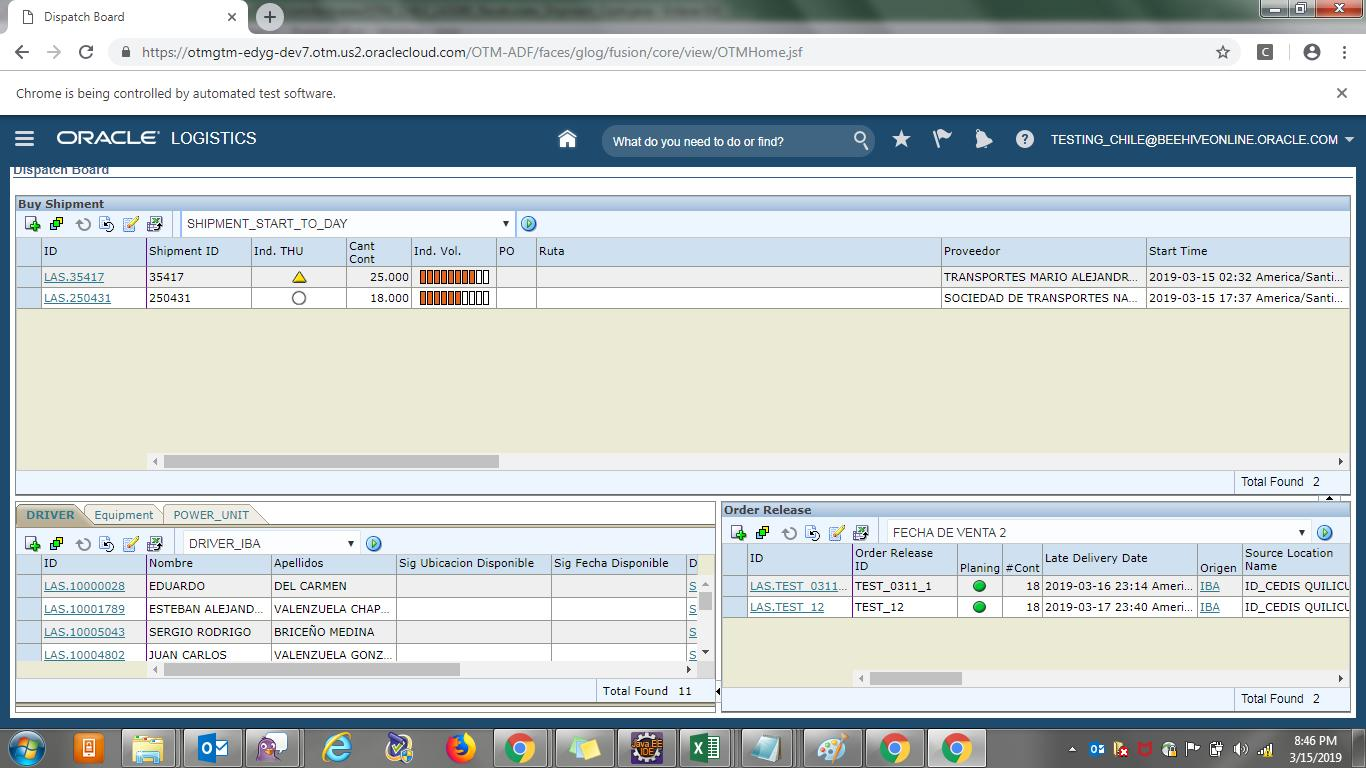 Dispatch Board
https://otmgtm-edyg-dev7.otm.us2.oraclecloud.com/OTM-ADF/faces/glog/fusion/core/view/OTMHome.jsf
Chrome is being controlled by automated test software.
ORACLE LOGISTICS What do you need to do or find? TESTING_CHILE@BEEHIVEONLINE.ORACLE.COM
Dispatch Board
Buy Shipment
SHIPMENT_START_TO_DAY
ID Shipment ID Ind. THU Cant Cont Ind. Vol. PO Ruta Proveedor Start Time
LAS.35417 35417 25.000 TRANSPORTES MARIO ALEJANDR... 2019-03-15 02:32 America/Santi...
LAS.250431 250431 18.000 SOCIEDAD DE TRANSPORTES NA... 2019-03-15 17:37 America/Santi...
Total Found 2
DRIVER Equipment POWER_UNIT
DRIVER_IBA
ID Nombre Apellidos Sig Ubicacion Disponible Sig Fecha Disponible D
LAS.10000028 EDUARDO DEL CARMEN S
LAS.10001789 ESTEBAN ALEJAND... VALENZUELA CHAP... S
LAS.10005043 SERGIO RODRIGO BRICEÑO MEDINA S
LAS.10004802 JUAN CARLOS VALENZUELA GONZ... S
Total Found 11
Order Release
FECHA DE VENTA 2
ID Order Release ID Planing #Cont Late Delivery Date Origen Source Location Name
LAS.TEST_0311... TEST_0311_1 18 2019-03-16 23:14 Ameri... IBA ID_CEDIS QUILICU
LAS.TEST_12 TEST_12 18 2019-03-17 23:40 Ameri... IBA ID_CEDIS QUILICU
Total Found 2
Java EE
IDE
8:46 PM
3/15/2019